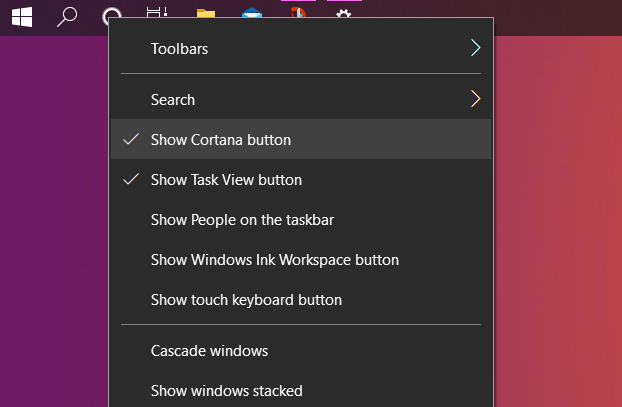 Toolbars
Search
Show Cortana button
Show Task View button
Show People on the taskbar
Show Windows Ink Workspace button
Show touch keyboard button
Cascade windows
Show windows stacked